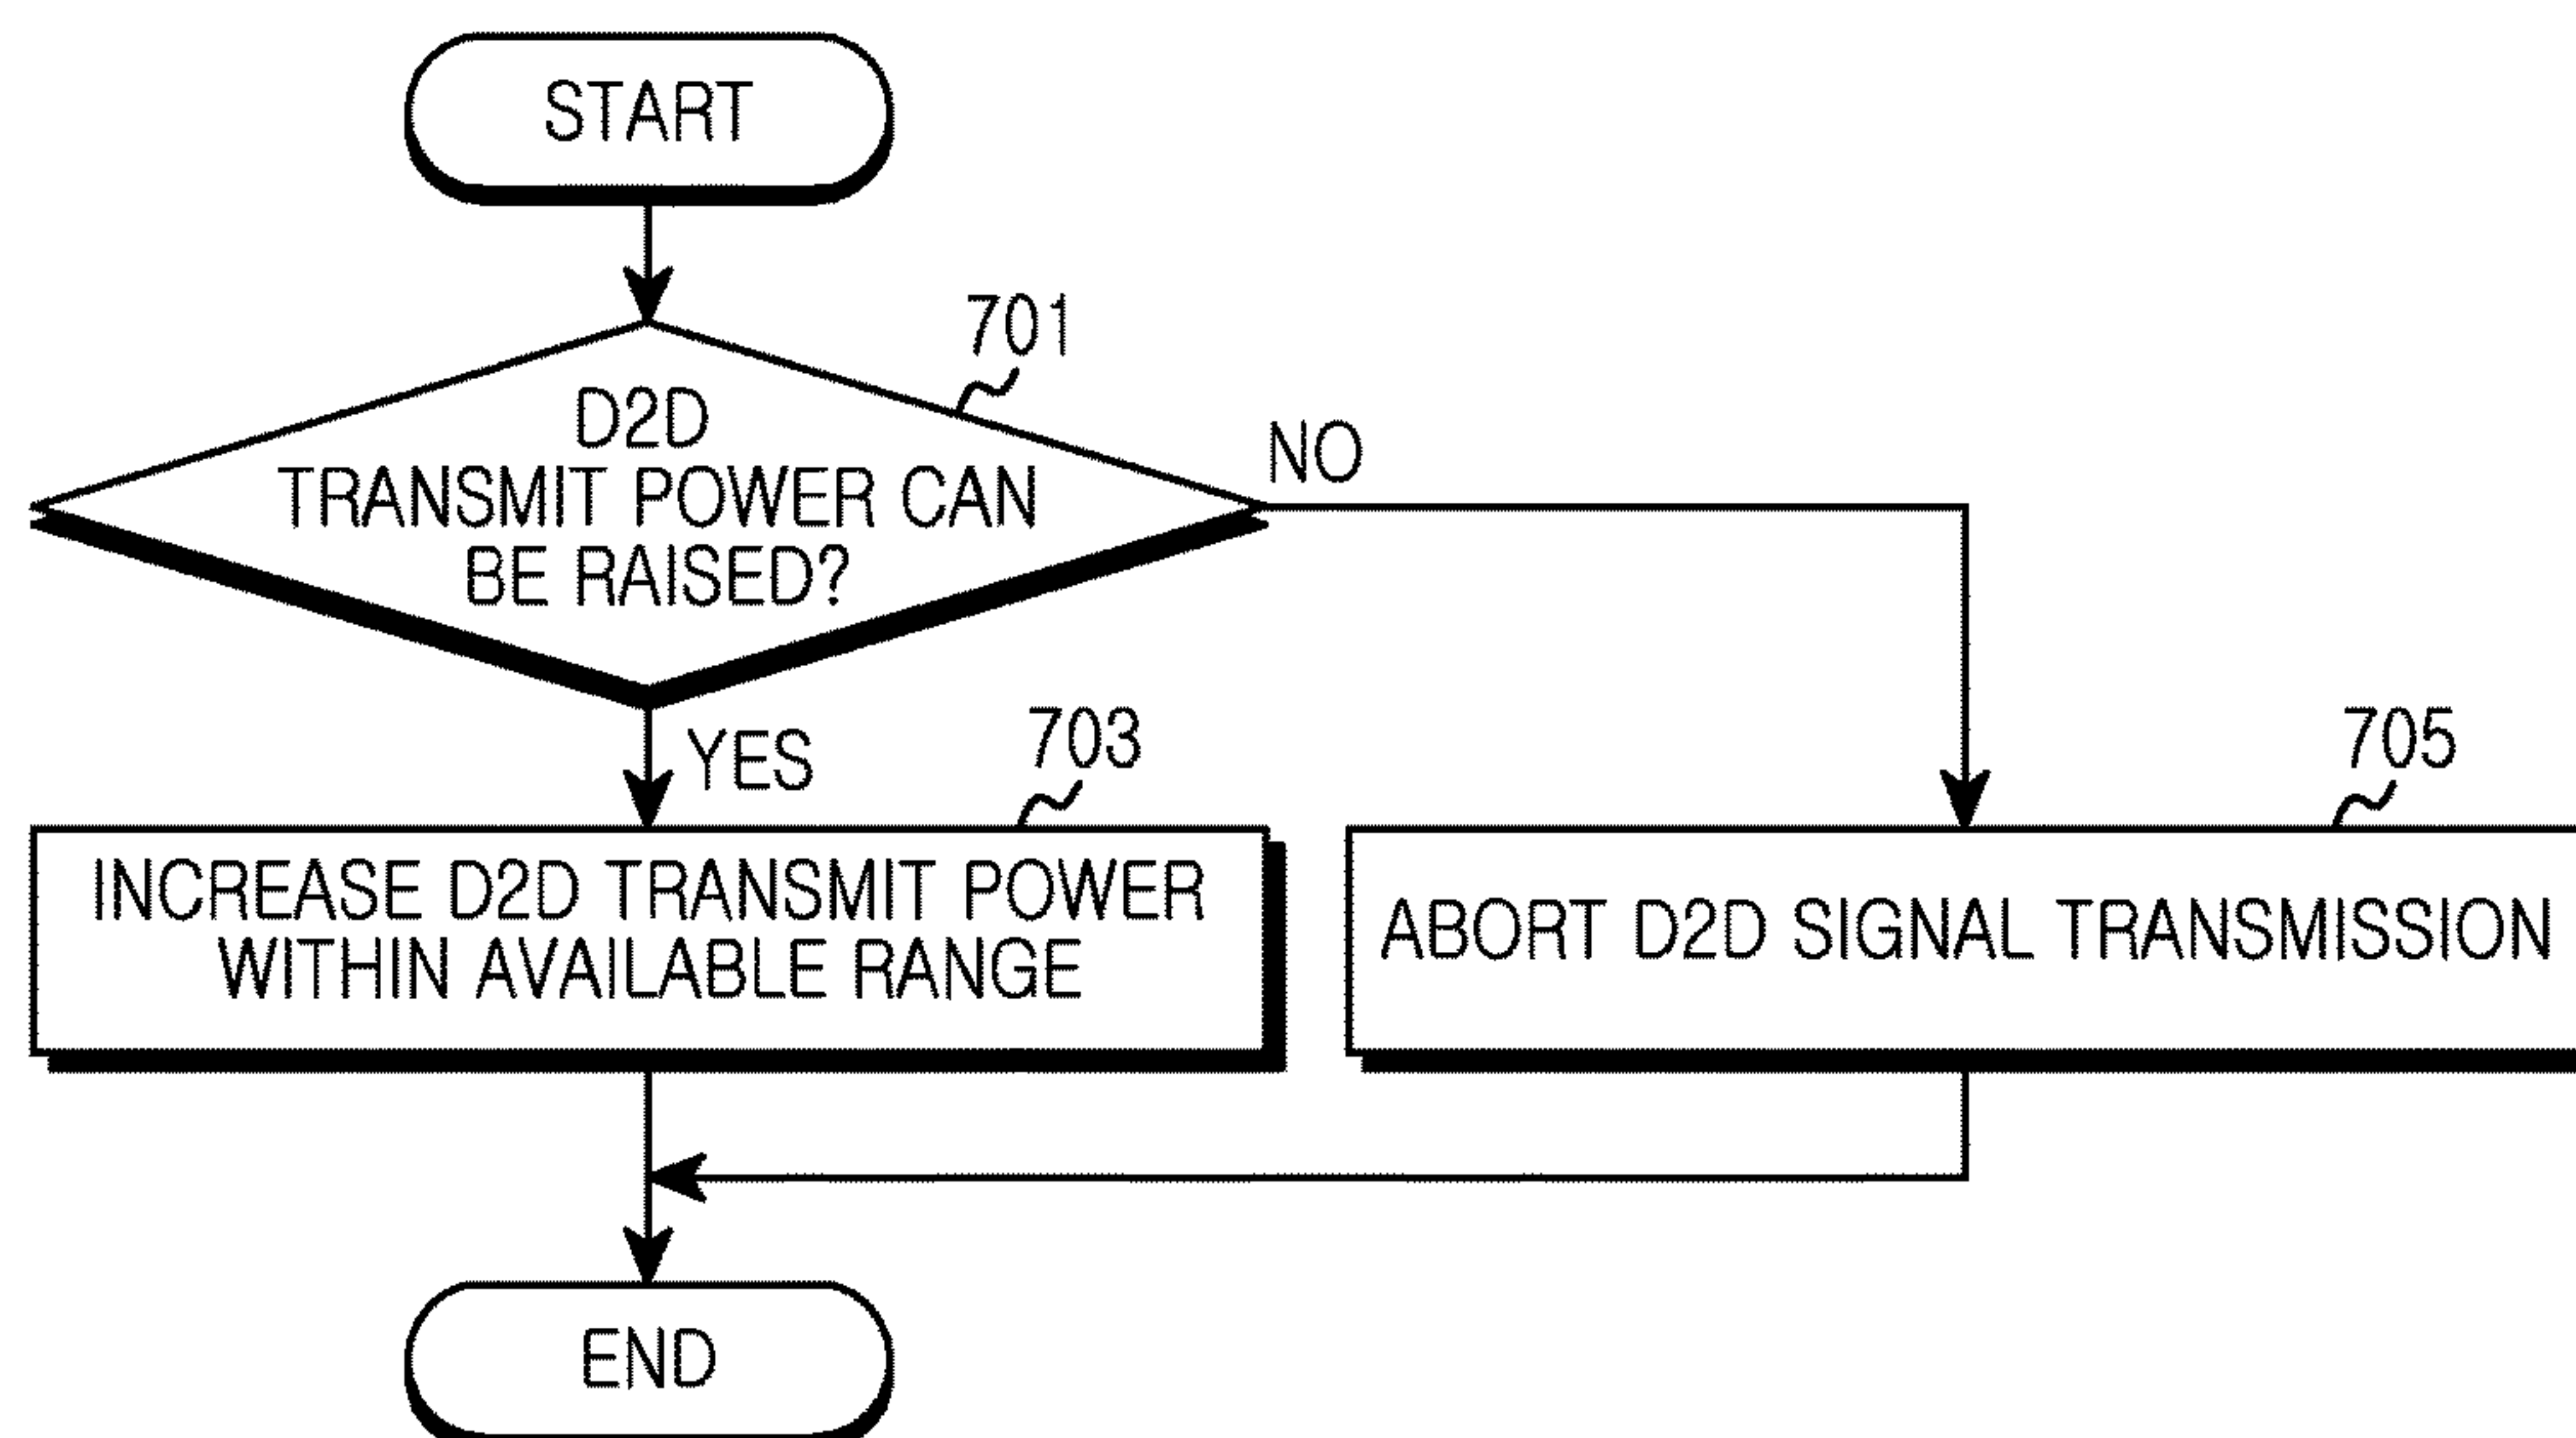 START
701
D2D
TRANSMIT POWER CAN
BE RAISED?
NO
YES
703
INCREASE D2D TRANSMIT POWER
WITHIN AVAILABLE RANGE
705
ABORT D2D SIGNAL TRANSMISSION
END